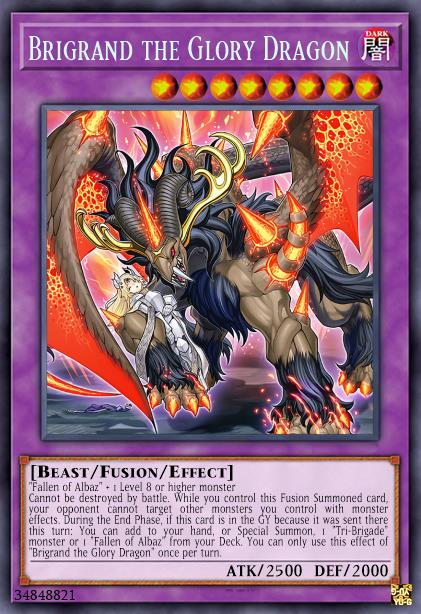 BRIGRAND THE GLORY DRAGON
DARK
闇
[BEAST/FUSION/EFFECT]
"Fallen of Albaz" + 1 Level 8 or higher monster
Cannot be destroyed by battle. While you control this Fusion Summoned card,
your opponent cannot target other monsters you control with monster
effects. During the End Phase, if this card is in the GY because it was sent there
this turn: You can add to your hand, or Special Summon, 1 "Tri-Brigade"
monster or 1 "Fallen of Albaz" from your Deck. You can only use this effect of
"Brigrand the Glory Dragon" once per turn.
ATK/2500 DEF/2000
34848821